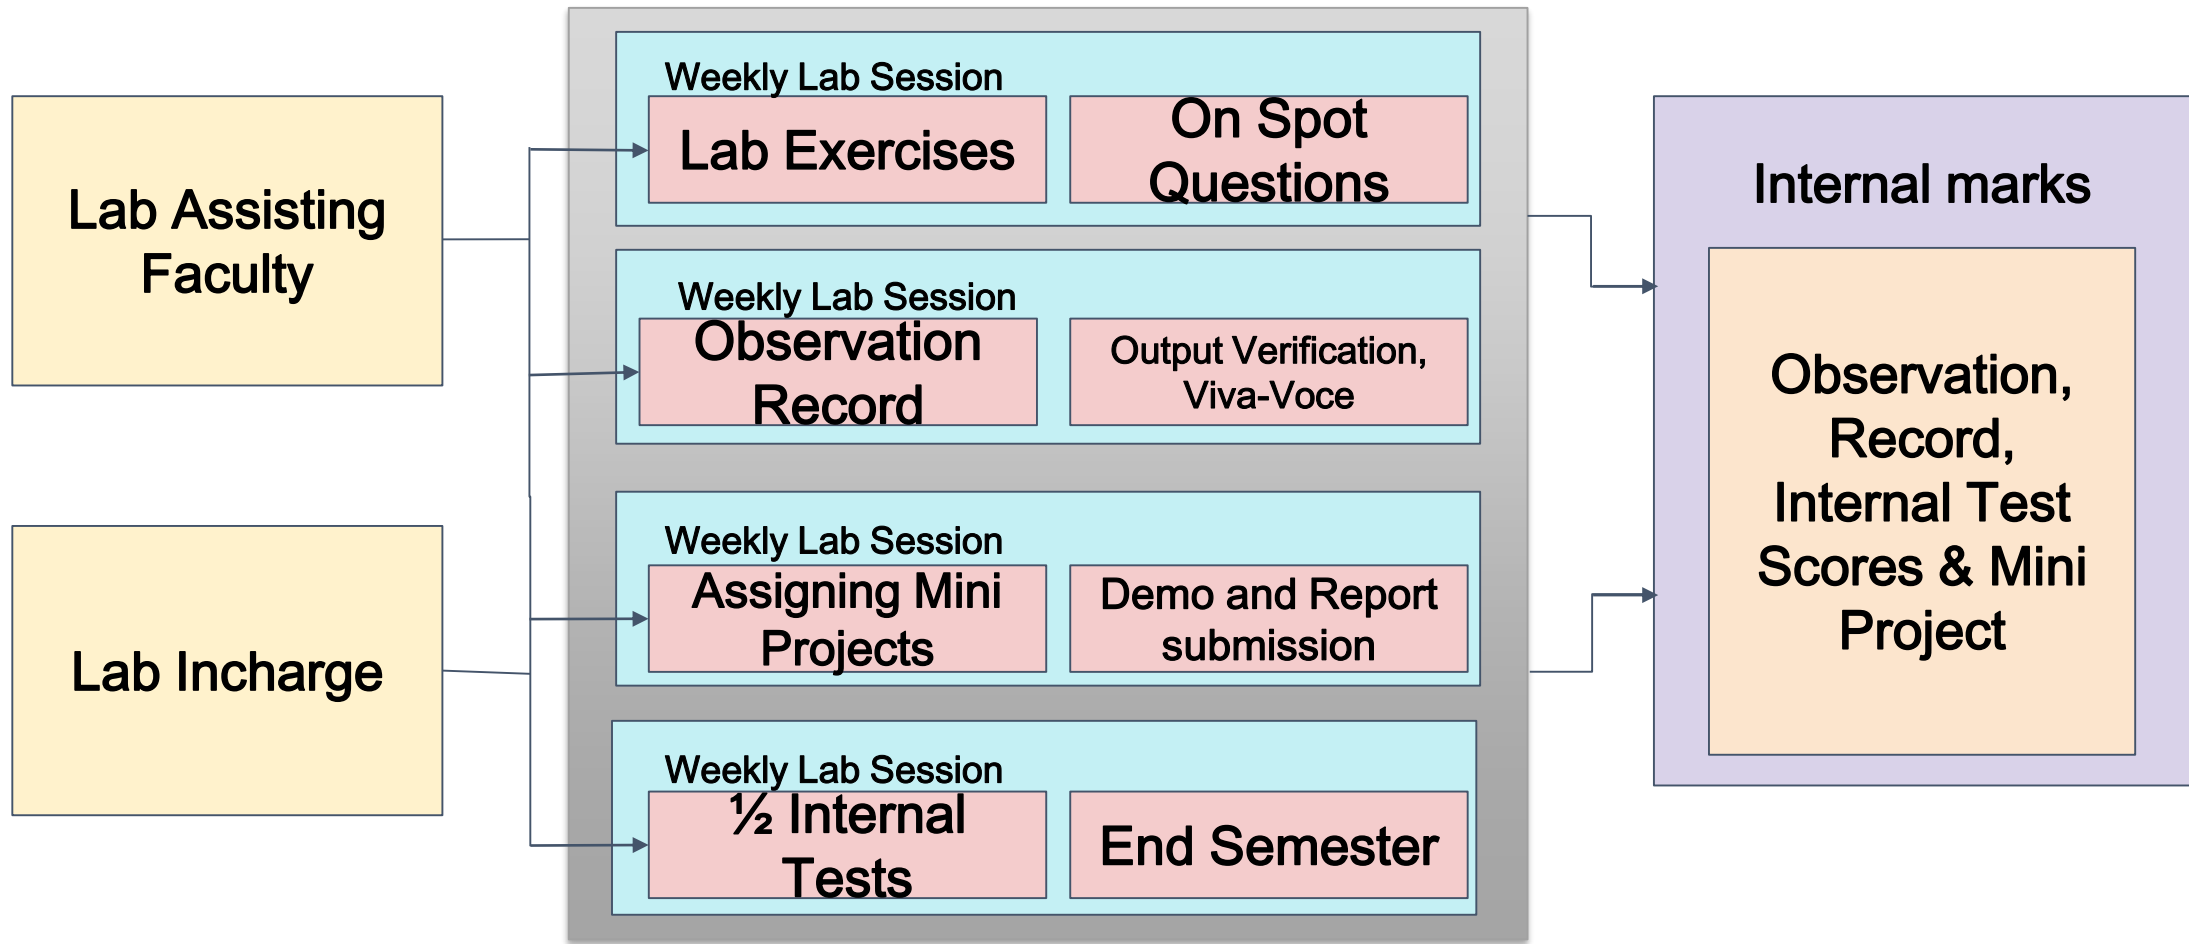 Lab Assisting
Faculty
Lab Incharge
Weekly Lab Session
Lab Exercises
On Spot
Questions
Weekly Lab Session
Observation
Record
Output Verification,
Viva-Voce
Weekly Lab Session
Assigning Mini
Projects
Demo and Report
submission
Weekly Lab Session
½ Internal
Tests
End Semester
Internal marks
Observation,
Record,
Internal Test
Scores & Mini
Project